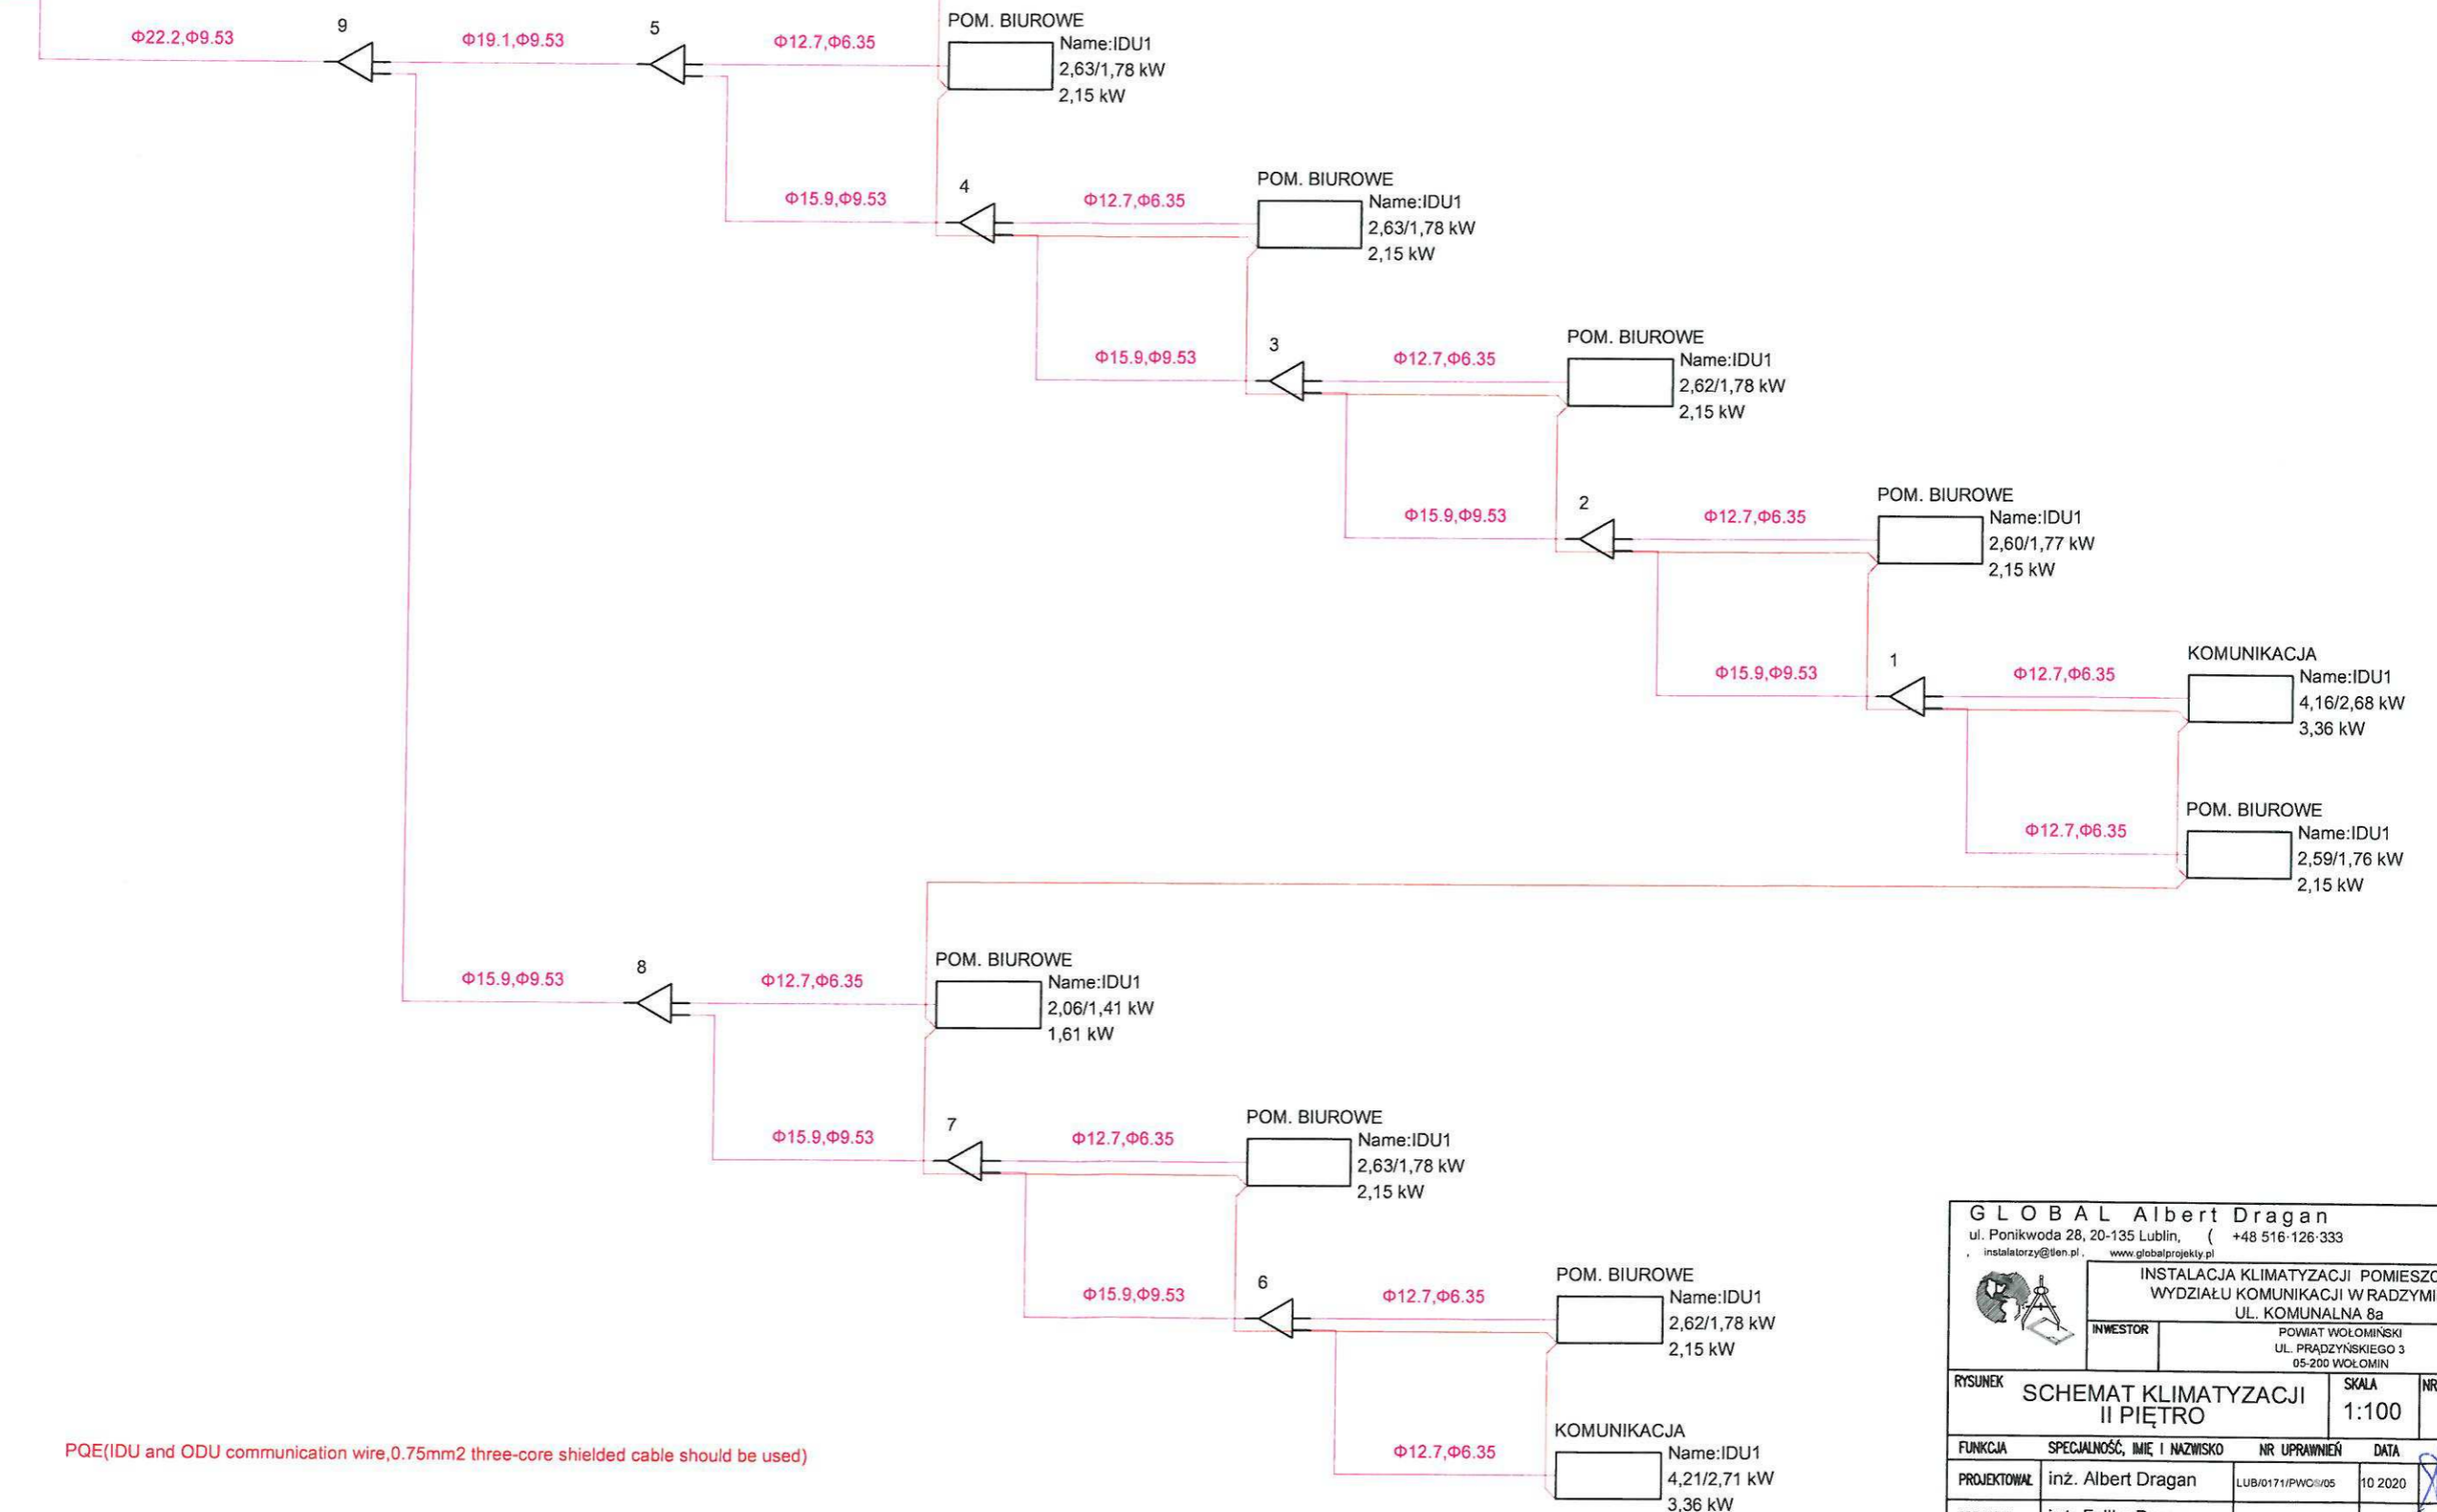 POM. BIUROWE
9
Φ22.2,Φ9.53
Φ19.1,Φ9.53
5
Φ12.7,Φ6.35
Name:IDU1
2,63/1,78 kW
2,15 kW
POM. BIUROWE
4
Φ15.9,Φ9.53
Φ12.7,Φ6.35
Name:IDU1
2,63/1,78 kW
2,15 kW
POM. BIUROWE
3
Φ15.9,Φ9.53
Φ12.7,Φ6.35
Name:IDU1
2,62/1,78 kW
2,15 kW
POM. BIUROWE
2
Φ15.9,Φ9.53
Φ12.7,Φ6.35
Name:IDU1
2,60/1,77 kW
2,15 kW
KOMUNIKACJA
1
Φ15.9,Φ9.53
Φ12.7,Φ6.35
Name:IDU1
4,16/2,68 kW
3,36 kW
POM. BIUROWE
Φ12.7,Φ6.35
Name:IDU1
2,59/1,76 kW
2,15 kW
POM. BIUROWE
8
Φ15.9,Φ9.53
Φ12.7,Φ6.35
Name:IDU1
2,06/1,41 kW
1,61 kW
POM. BIUROWE
7
Φ15.9,Φ9.53
Φ12.7,Φ6.35
Name:IDU1
2,63/1,78 kW
2,15 kW
POM. BIUROWE
6
Φ15.9,Φ9.53
Φ12.7,Φ6.35
Name:IDU1
2,62/1,78 kW
2,15 kW
KOMUNIKACJA
Φ12.7,Φ6.35
Name:IDU1
4,21/2,71 kW
3,36 kW
PQE(IDU and ODU communication wire,0.75mm2 three-core shielded cable should be used)
GLOBAL Albert Dragan
ul. Ponikwoda 28, 20-135 Lublin, ( +48 516·126·333
, instalatorzy@tlen.pl , www.globalprojekty.pl
INSTALACJA KLIMATYZACJI POMIESZC
WYDZIAŁU KOMUNIKACJI W RADZYMI
UL. KOMUNALNA 8a
INWESTOR
POWIAT WOŁOMIŃSKI
UL. PRĄDZYŃSKIEGO 3
05-200 WOŁOMIN
RYSUNEK
SCHEMAT KLIMATYZACJI
II PIĘTRO
SKALA
1:100
NR
FUNKCJA SPECJALNOŚĆ, IMIĘ I NAZWISKO NR UPRAWNIEŃ DATA
PROJEKTOWAŁ inż. Albert Dragan 10 2020